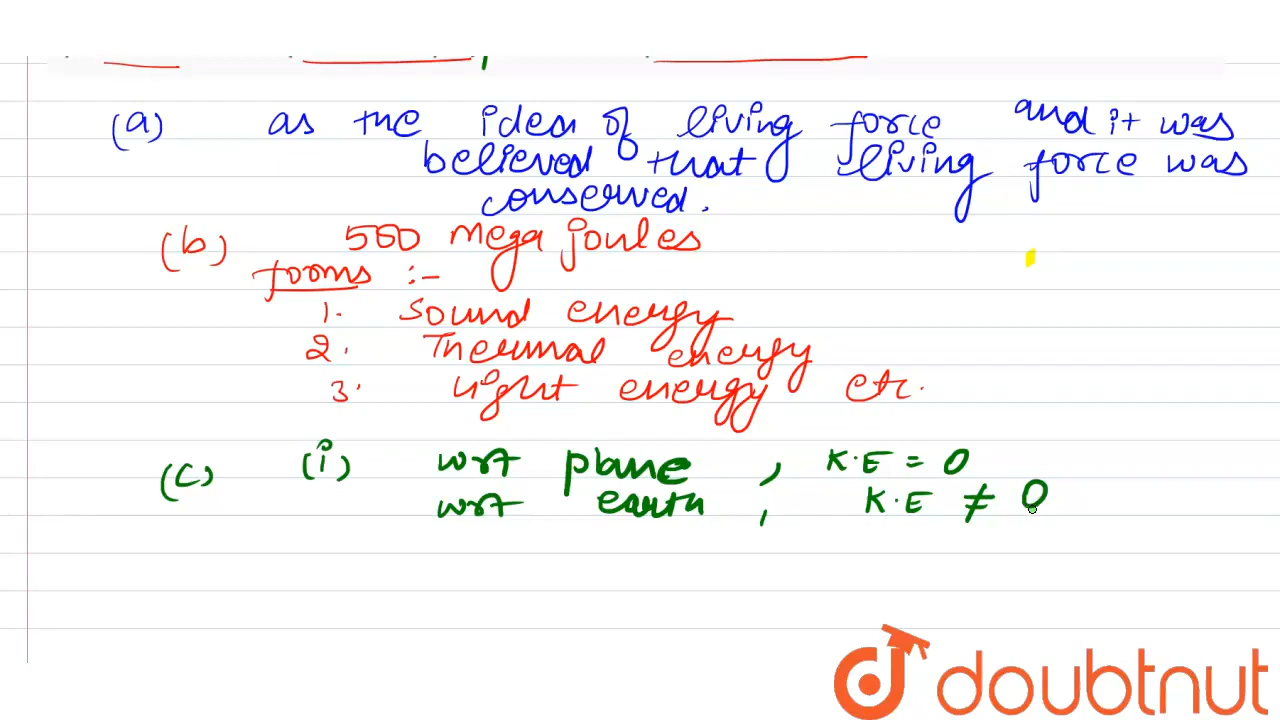 (a) as the idea of living force and it was
believed that living force was
conserved.
(b) 550 mega joules
forms :-
1. Sound energy
2. Thermal energy
3. light energy etc.
(c) (i) wrt plane , K.E = 0
wrt earth , K.E ≠ 0
doubtnut